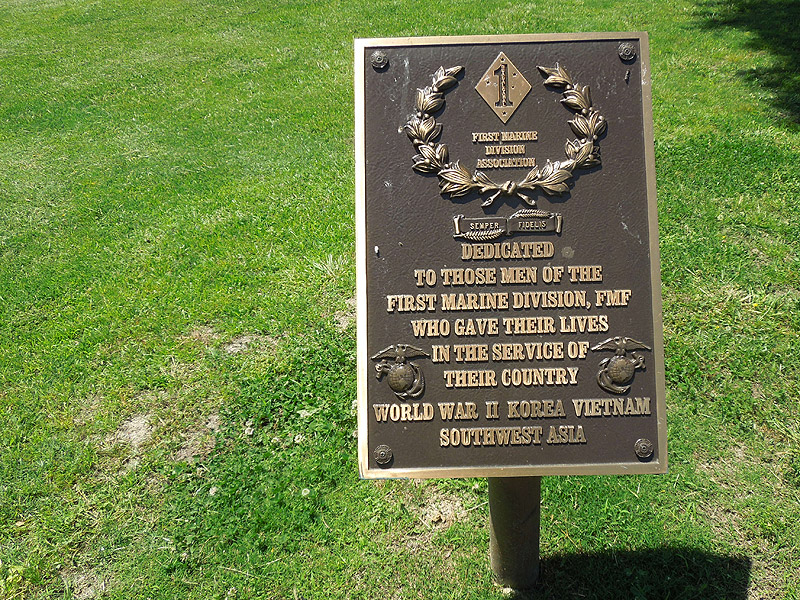 1
FIRST MARINE
DIVISION
ASSOCIATION
SEMPER FIDELIS
DEDICATED
TO THOSE MEN OF THE
FIRST MARINE DIVISION, FMF
WHO GAVE THEIR LIVES
IN THE SERVICE OF
THEIR COUNTRY
WORLD WAR II KOREA VIETNAM
SOUTHWEST ASIA